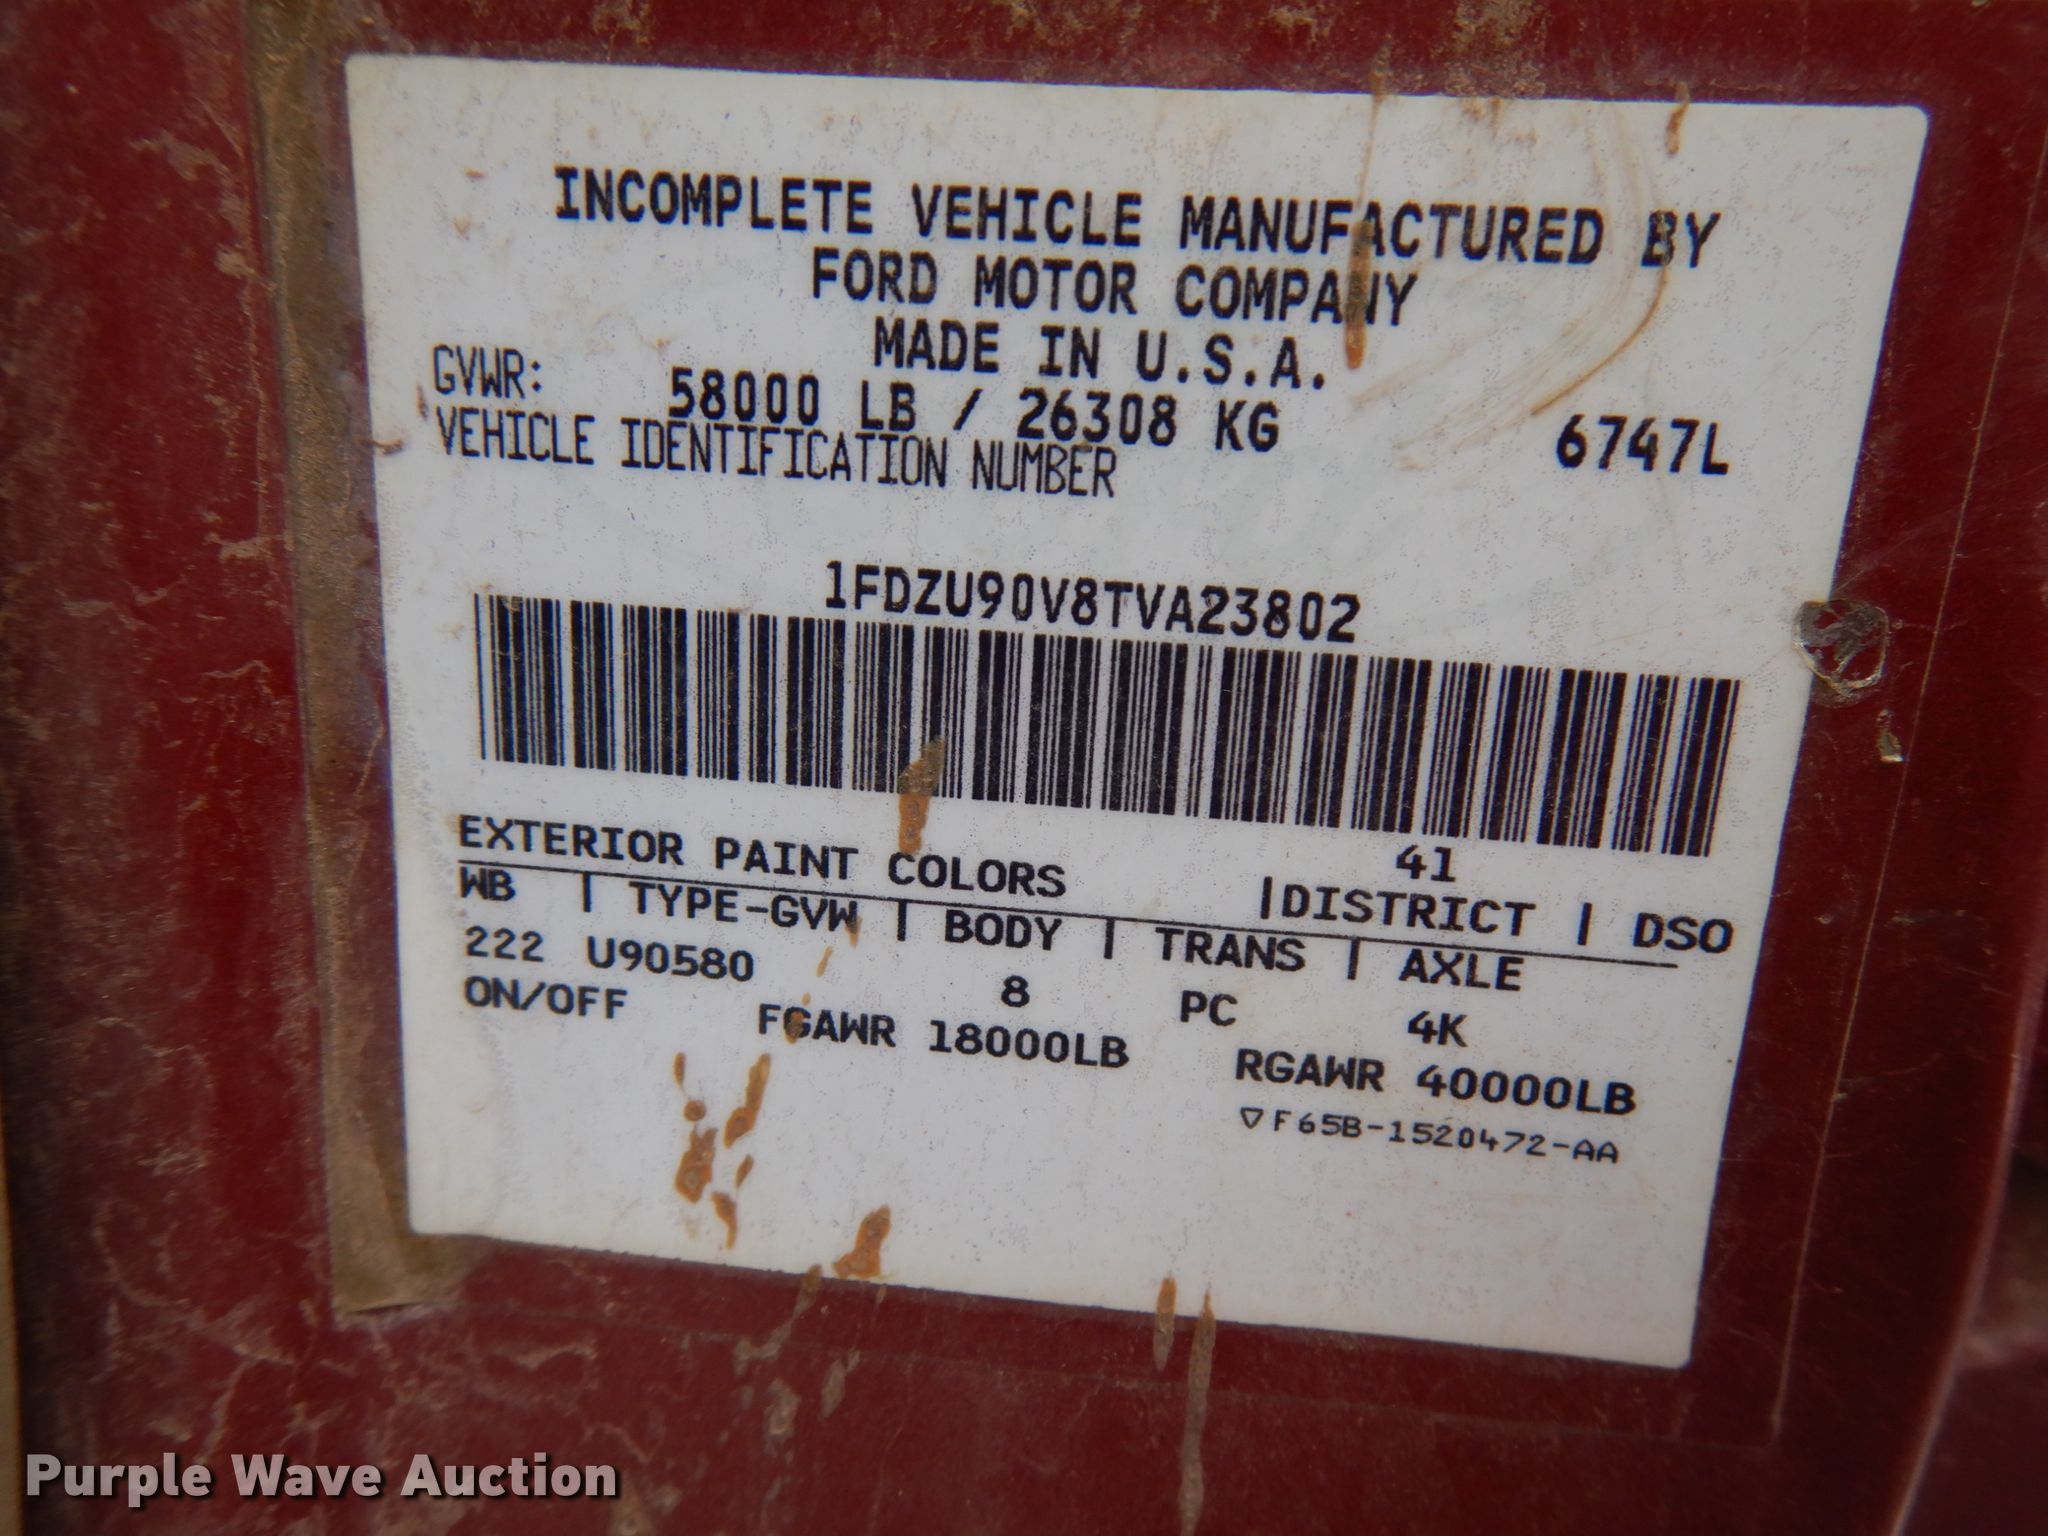 INCOMPLETE VEHICLE MANUFACTURED BY
FORD MOTOR COMPANY
MADE IN U.S.A.
GVWR: 58000 LB / 26308 KG
VEHICLE IDENTIFICATION NUMBER 6747L
1FDZU90V8TVA23802
EXTERIOR PAINT COLORS 41 |DISTRICT | DSO
WB | TYPE-GVW | BODY | TRANS | AXLE
222 U90580 8 PC 4K
ON/OFF FGAWR 18000LB RGAWR 40000LB
▽F65B-1520472-AA
Purple Wave Auction